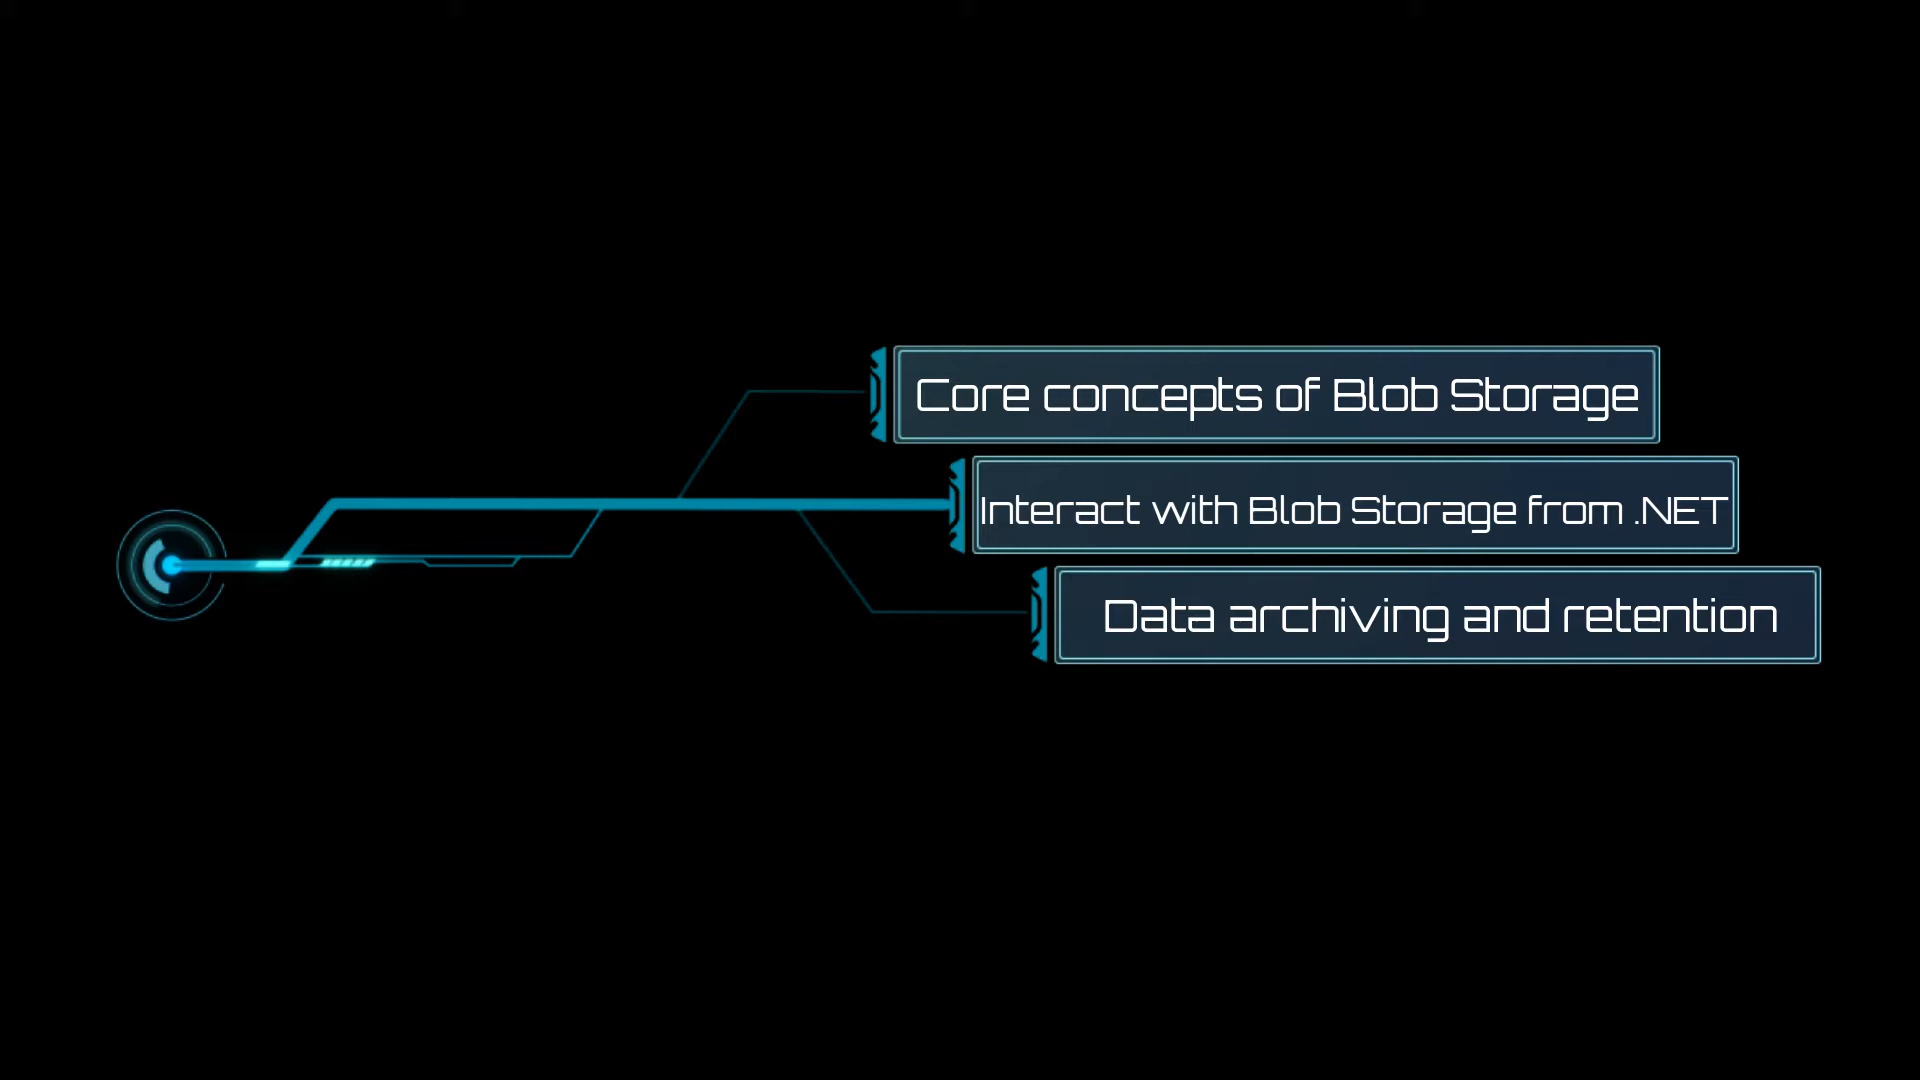 Core concepts of Blob Storage
Interact with Blob Storage from .NET
Data archiving and retention